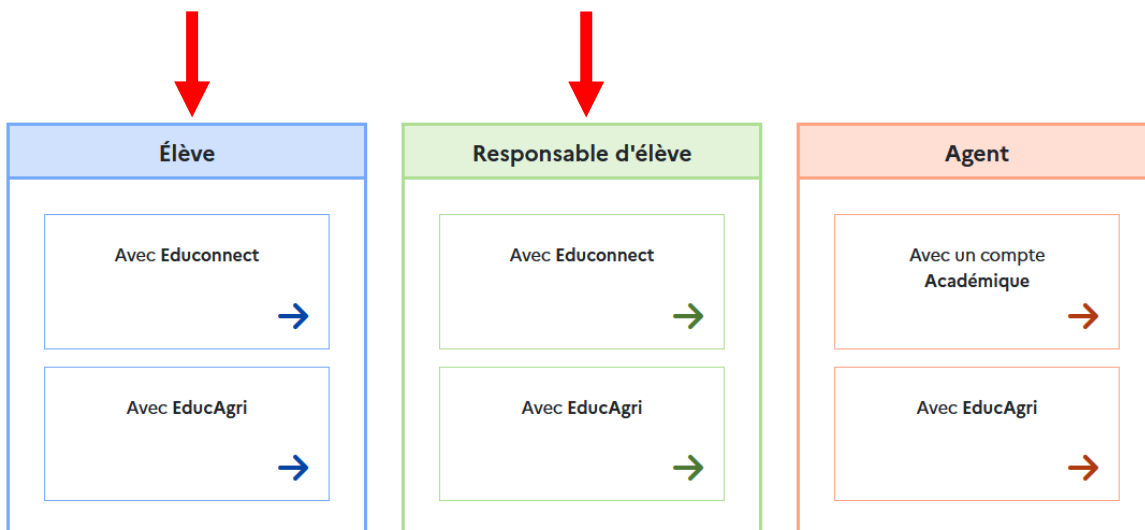 Élève
Responsable d'élève
Agent
Avec Educonnect
Avec Educonnect
Avec un compte
Académique
Avec EducAgri
Avec EducAgri
Avec EducAgri